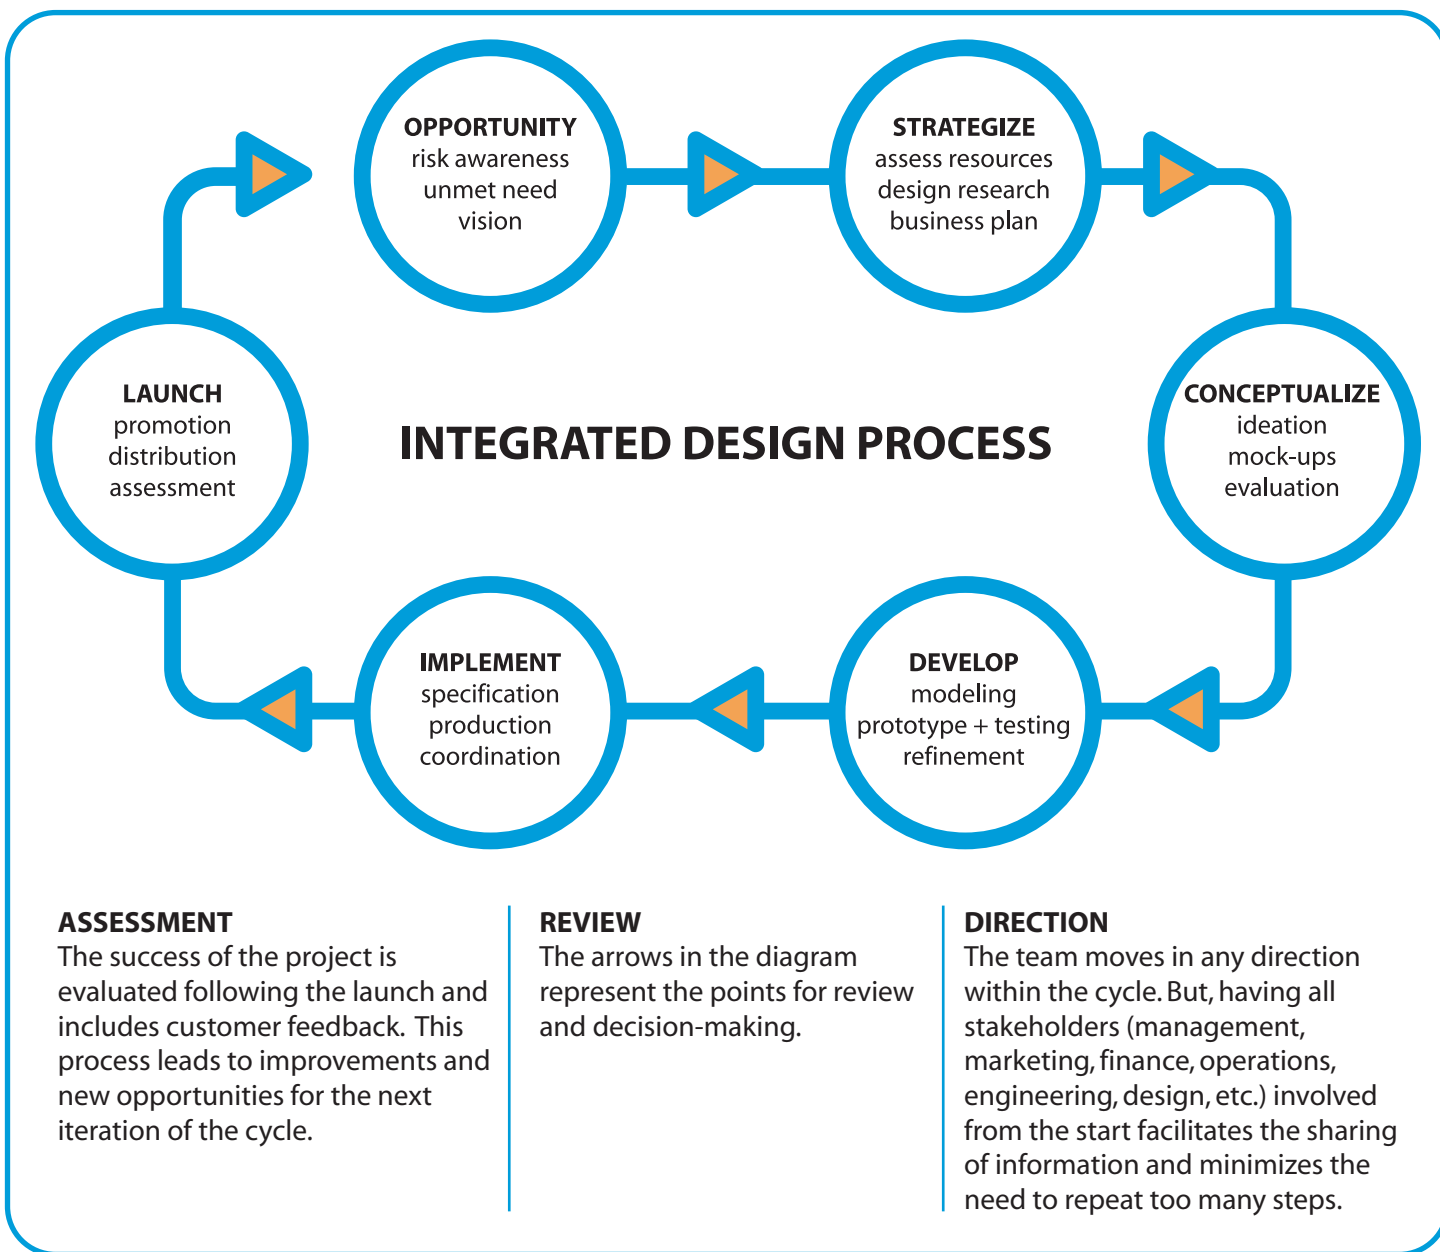 OPPORTUNITY
risk awareness
unmet need
vision
STRATEGIZE
assess resources
design research
business plan
LAUNCH
promotion
distribution
assessment
INTEGRATED DESIGN PROCESS
CONCEPTUALIZE
ideation
mock-ups
evaluation
IMPLEMENT
specification
production
coordination
DEVELOP
modeling
prototype + testing
refinement
ASSESSMENT
The success of the project is
evaluated following the launch and
includes customer feedback. This
process leads to improvements and
new opportunities for the next
iteration of the cycle.
REVIEW
The arrows in the diagram
represent the points for review
and decision-making.
DIRECTION
The team moves in any direction
within the cycle. But, having all
stakeholders (management,
marketing, finance, operations,
engineering, design, etc.) involved
from the start facilitates the sharing
of information and minimizes the
need to repeat too many steps.